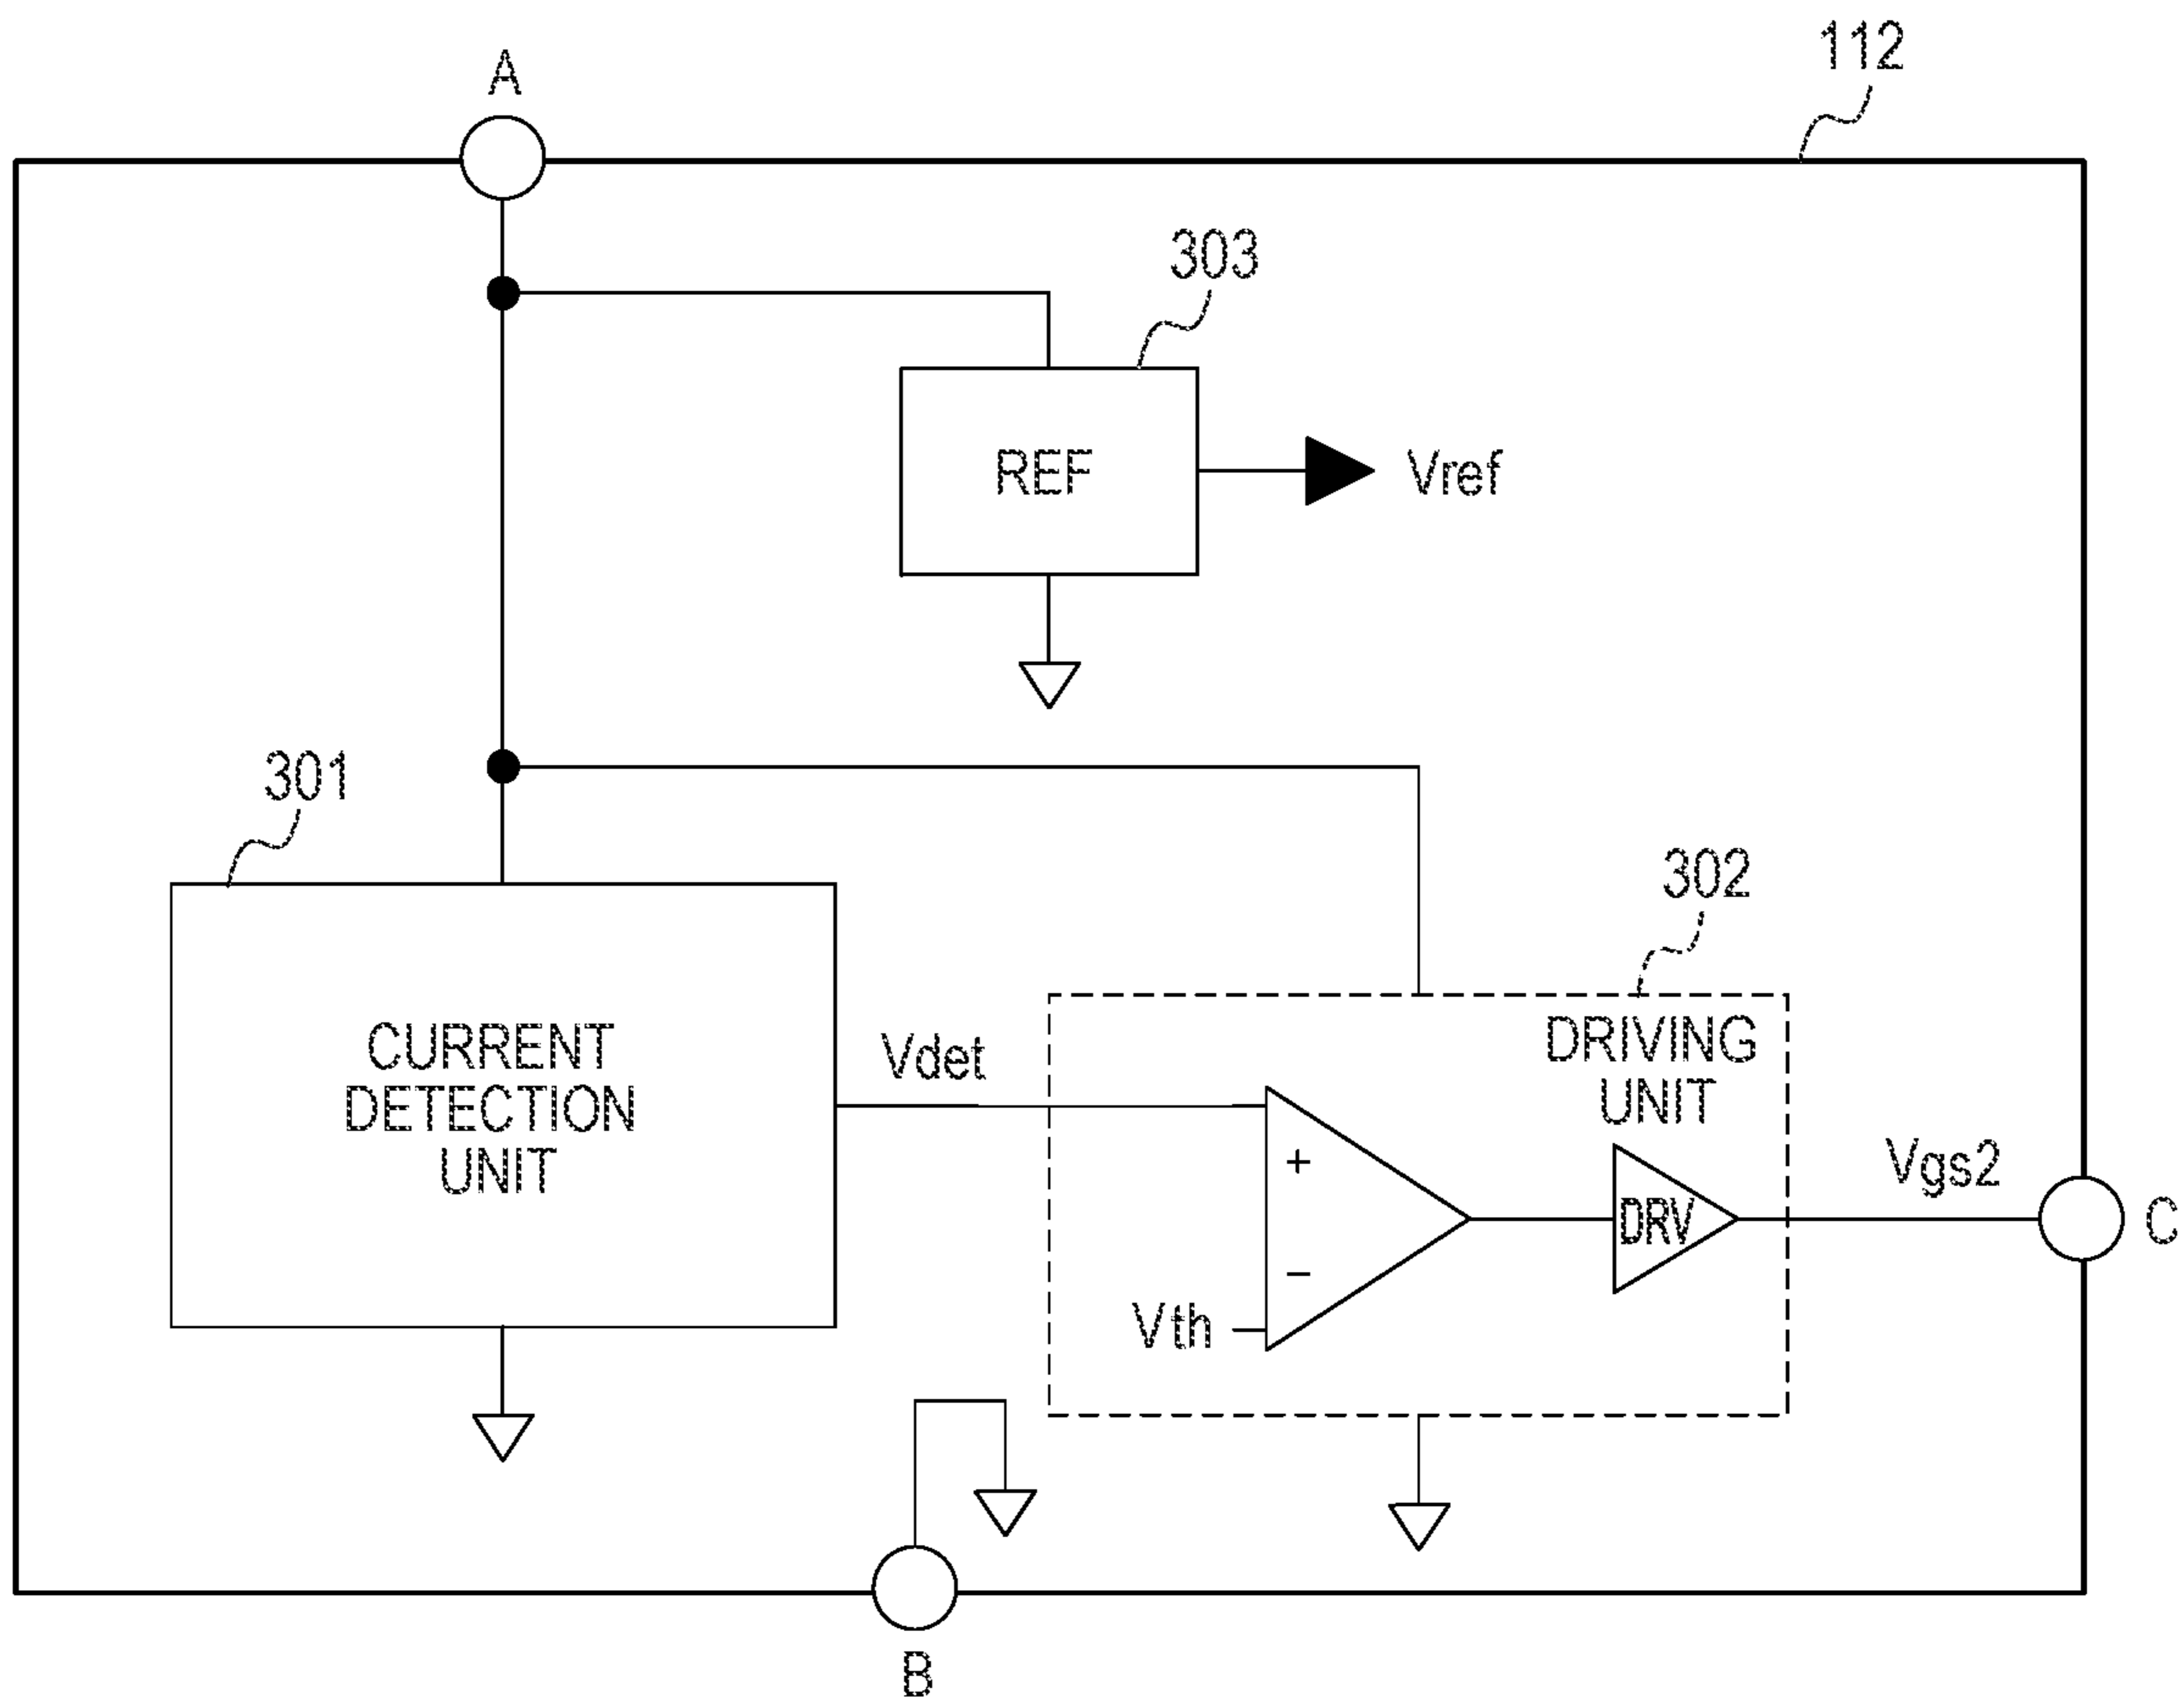 A
112
303
REF
Vref
301
302
CURRENT
DETECTION
UNIT
Vdet
DRIVING
UNIT
+
−
Vth
DRV
Vgs2
C
B